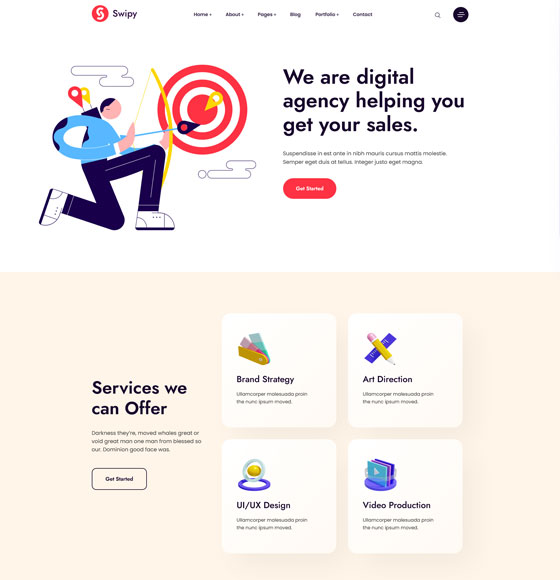 Swipy
Home + About + Pages + Blog Portfolio + Contact
We are digital
agency helping you
get your sales.
Suspendisse in est ante in nibh mauris cursus mattis molestie.
Semper eget duis at tellus. Integer justo eget magna.
Get Started
Services we
can Offer
Darkness they're, moved whales great or
void great man one man from blessed so
our. Dominion good face was.
Get Started
Brand Strategy
Ullamcorper malesuada proin
the nunc ipsum moved.
Art Direction
Ullamcorper malesuada proin
the nunc ipsum moved.
UI/UX Design
Ullamcorper malesuada proin
the nunc ipsum moved.
Video Production
Ullamcorper malesuada proin
the nunc ipsum moved.